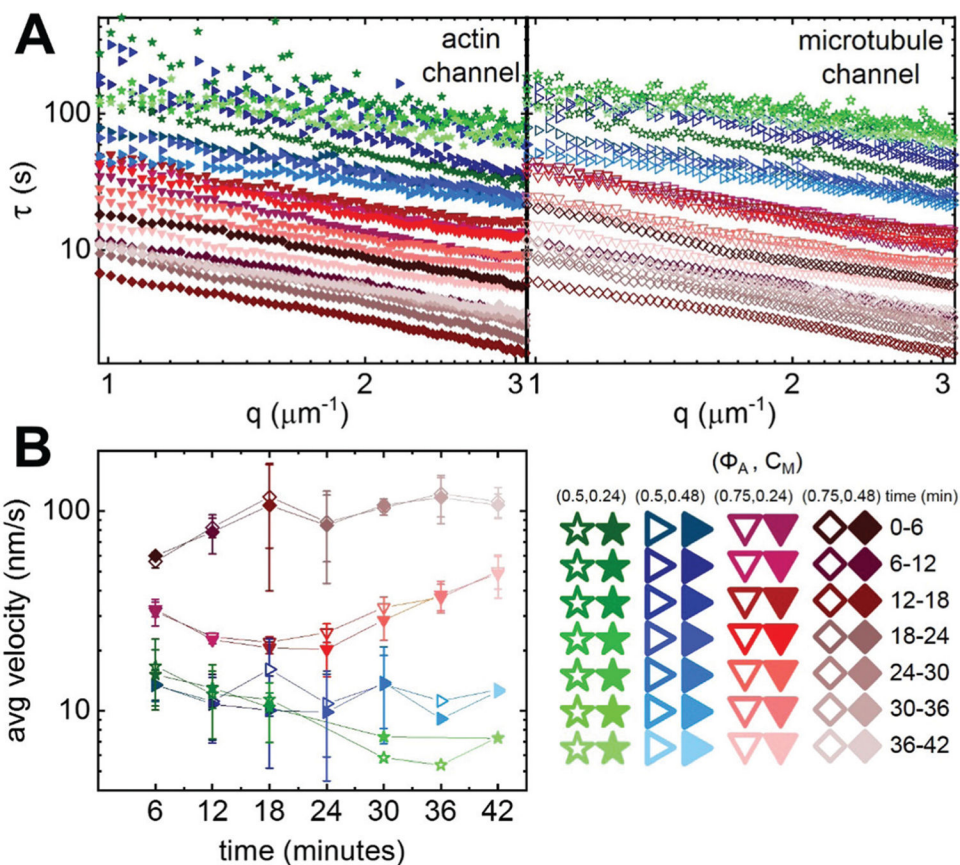 A
actin
channel
microtubule
channel
τ (s)
100
10
1
2
3
1
2
3
q (μm⁻¹)
q (μm⁻¹)
B
avg velocity (nm/s)
100
10
6
12
18
24
30
36
42
time (minutes)
(Φ_A , C_M)
(0.5,0.24) (0.5,0.48) (0.75,0.24) (0.75,0.48) time (min)
0-6
6-12
12-18
18-24
24-30
30-36
36-42